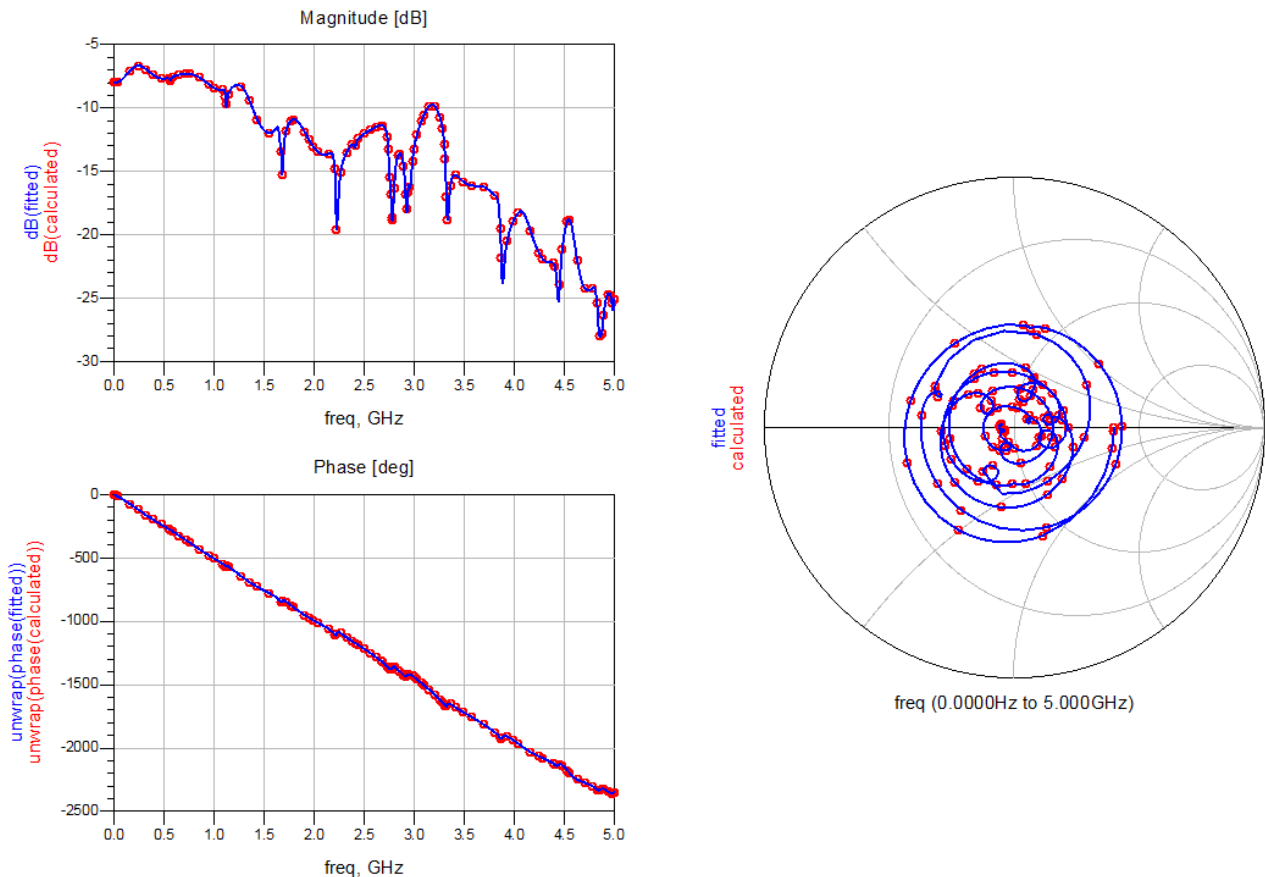 Magnitude [dB]
dB(fitted)
dB(calculated)
-5
-10
-15
-20
-25
-30
0.0 0.5 1.0 1.5 2.0 2.5 3.0 3.5 4.0 4.5 5.0
freq, GHz
Phase [deg]
unwrap(phase(fitted))
unwrap(phase(calculated))
0
-500
-1000
-1500
-2000
-2500
0.0 0.5 1.0 1.5 2.0 2.5 3.0 3.5 4.0 4.5 5.0
freq, GHz
fitted
calculated
freq (0.0000Hz to 5.000GHz)